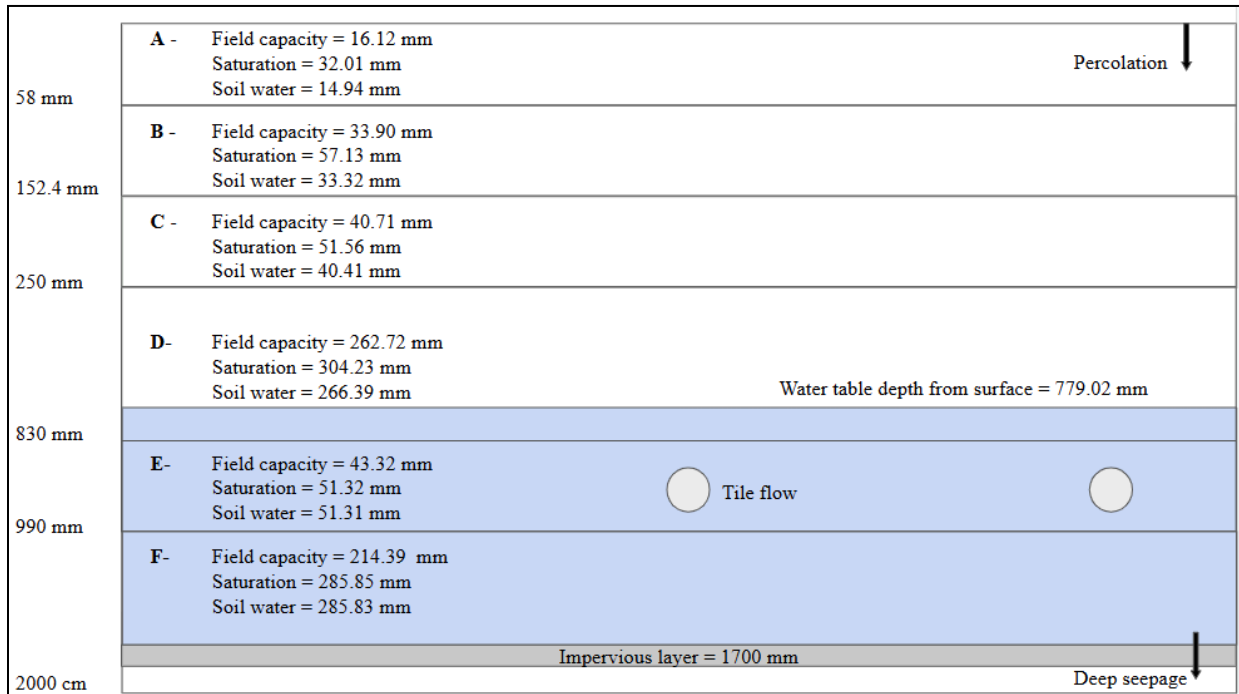 A - Field capacity = 16.12 mm
Saturation = 32.01 mm
Percolation
Soil water = 14.94 mm
58 mm
B - Field capacity = 33.90 mm
Saturation = 57.13 mm
Soil water = 33.32 mm
152.4 mm
C - Field capacity = 40.71 mm
Saturation = 51.56 mm
Soil water = 40.41 mm
250 mm
D- Field capacity = 262.72 mm
Saturation = 304.23 mm
Soil water = 266.39 mm
Water table depth from surface = 779.02 mm
830 mm
E- Field capacity = 43.32 mm
Saturation = 51.32 mm
Tile flow
Soil water = 51.31 mm
990 mm
F- Field capacity = 214.39 mm
Saturation = 285.85 mm
Soil water = 285.83 mm
Impervious layer = 1700 mm
Deep seepage
2000 cm